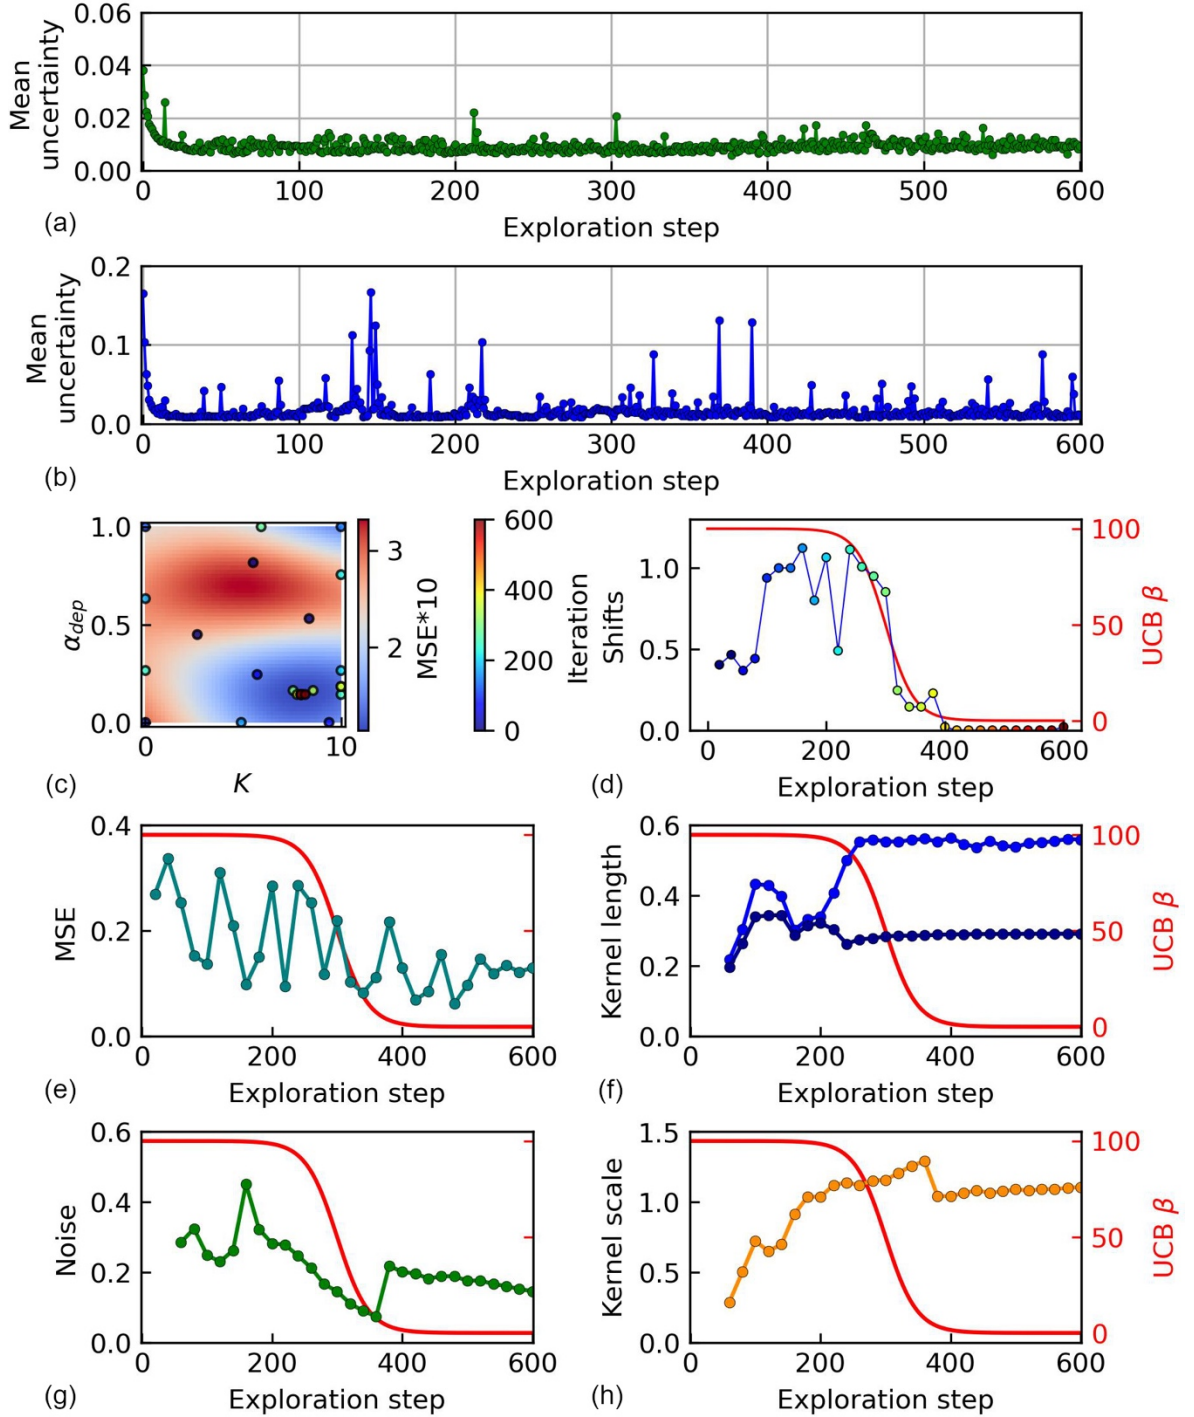 0.06
0.04
0.02
0.00
Mean
uncertainty
0 100 200 300 400 500 600
Exploration step
(a)
0.2
0.1
0.0
Mean
uncertainty
0 100 200 300 400 500 600
Exploration step
(b)
1.0
0.5
0.0
α_dep
0 10
K
3
2
MSE*10
600
400
200
0
Iteration
(c)
1.0
0.5
0.0
Shifts
100
50
0
UCB β
0 200 400 600
Exploration step
(d)
0.4
0.2
0.0
MSE
0 200 400 600
Exploration step
(e)
0.6
0.4
0.2
0.0
Kernel length
100
50
0
UCB β
0 200 400 600
Exploration step
(f)
0.6
0.4
0.2
0.0
Noise
0 200 400 600
Exploration step
(g)
1.5
1.0
0.5
0.0
Kernel scale
100
50
0
UCB β
0 200 400 600
Exploration step
(h)